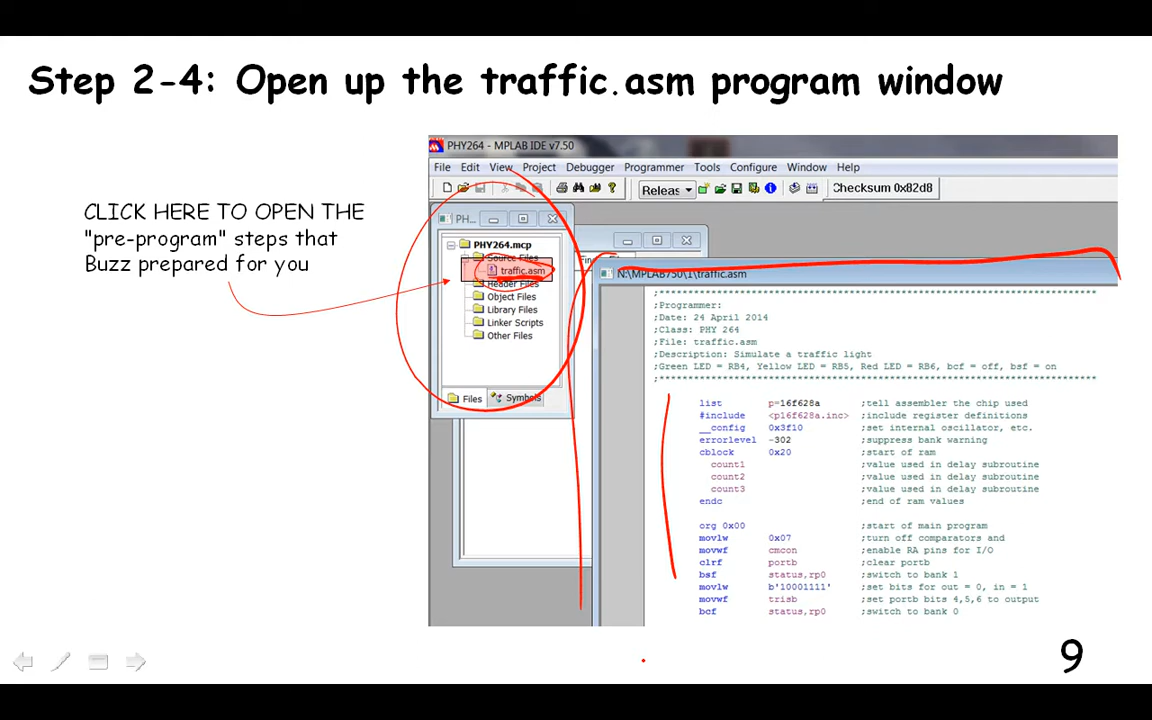 Step 2-4: Open up the traffic.asm program window
CLICK HERE TO OPEN THE
"pre-program" steps that
Buzz prepared for you
PHY264 - MPLAB IDE v7.50
File Edit View Project Debugger Programmer Tools Configure Window Help
Releas Checksum 0x82d8
PH...
PHY264.mcp
Source Files
traffic.asm
Header Files
Object Files
Library Files
Linker Scripts
Other Files
Files Symbols
N:\MPLAB750\1\traffic.asm
;****************************************************************************
;Programmer:
;Date: 24 April 2014
;Class: PHY 264
;File: traffic.asm
;Description: Simulate a traffic light
;Green LED = RB4, Yellow LED = RB5, Red LED = RB6, bcf = off, bsf = on
;****************************************************************************
list p=16f628a ;tell assembler the chip used
#include <p16f628a.inc> ;include register definitions
__config 0x3f10 ;set internal oscillator, etc.
errorlevel -302 ;suppress bank warning
cblock 0x20 ;start of ram
count1 ;value used in delay subroutine
count2 ;value used in delay subroutine
count3 ;value used in delay subroutine
endc ;end of ram values
org 0x00 ;start of main program
movlw 0x07 ;turn off comparators and
movwf cmcon ;enable RA pins for I/O
clrf portb ;clear portb
bsf status,rp0 ;switch to bank 1
movlw b'10001111' ;set bits for out = 0, in = 1
movwf trisb ;set portb bits 4,5,6 to output
bcf status,rp0 ;switch to bank 0
9